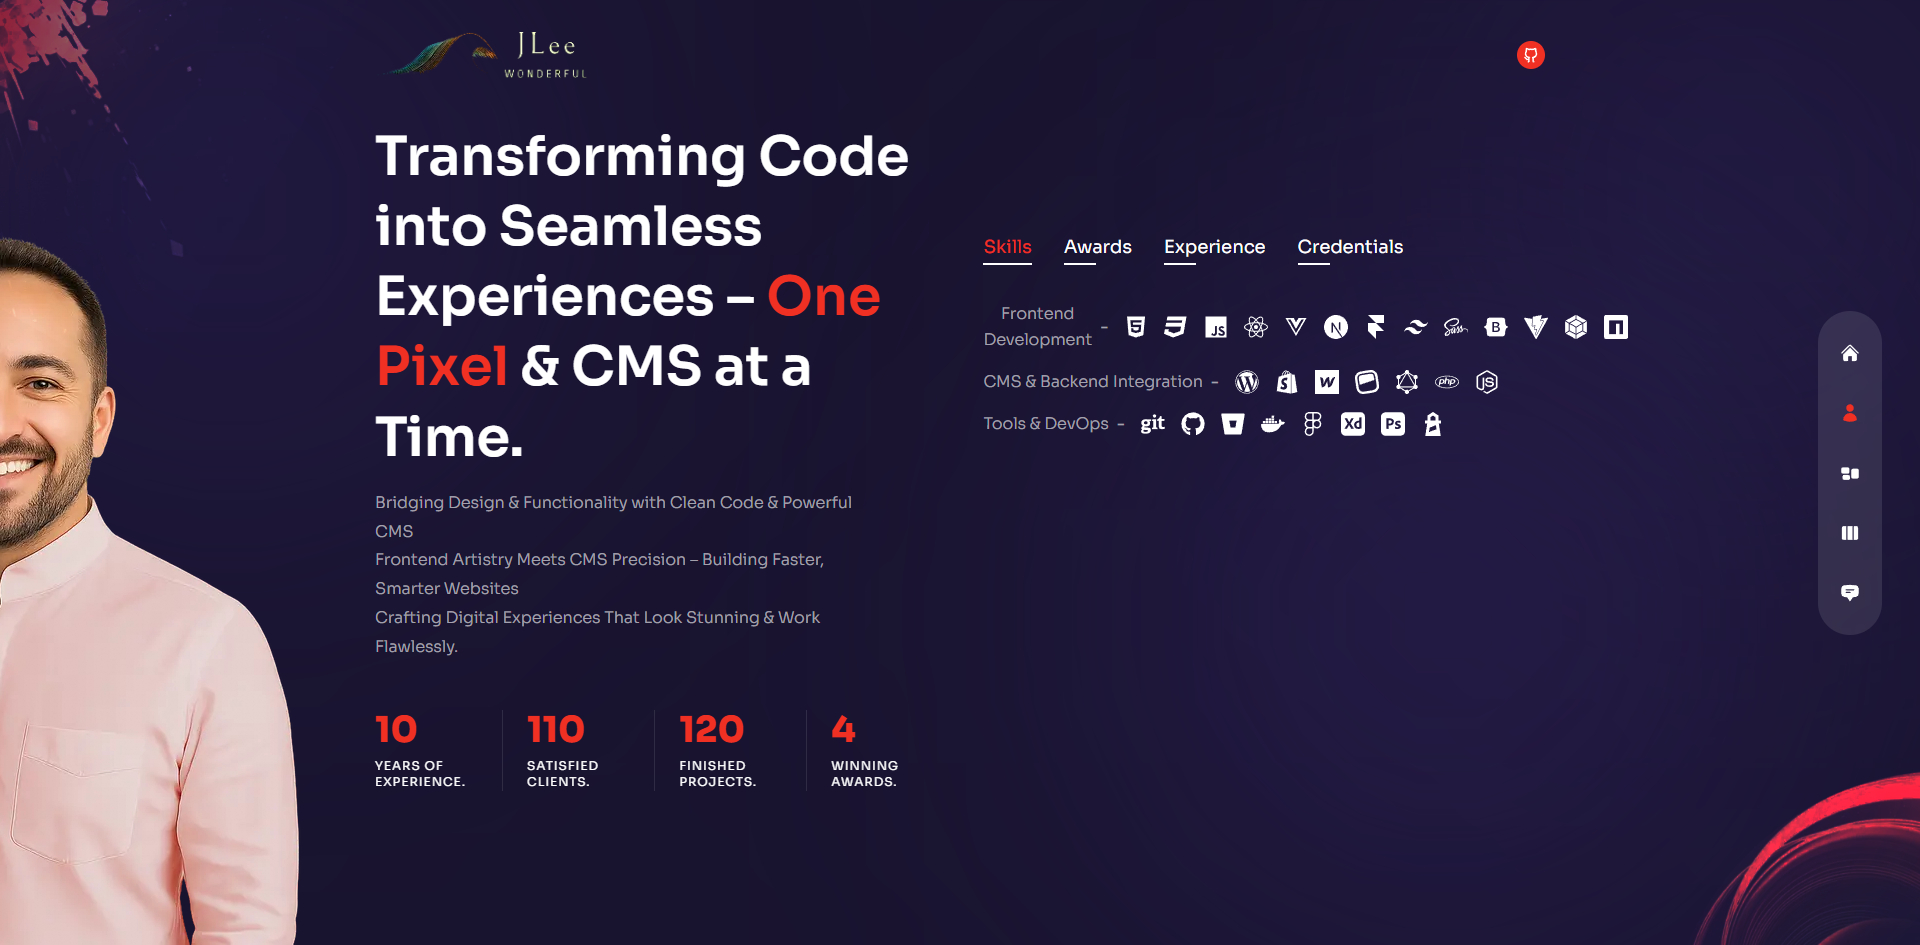 JLee
WONDERFUL
Transforming Code
into Seamless
Experiences – One
Pixel & CMS at a
Time.
Bridging Design & Functionality with Clean Code & Powerful
CMS
Frontend Artistry Meets CMS Precision – Building Faster,
Smarter Websites
Crafting Digital Experiences That Look Stunning & Work
Flawlessly.
10
YEARS OF
EXPERIENCE.
110
SATISFIED
CLIENTS.
120
FINISHED
PROJECTS.
4
WINNING
AWARDS.
Skills Awards Experience Credentials
Frontend
Development - 5 JS N Sass B n
CMS & Backend Integration - W S W php JS
Tools & DevOps - git Xd Ps